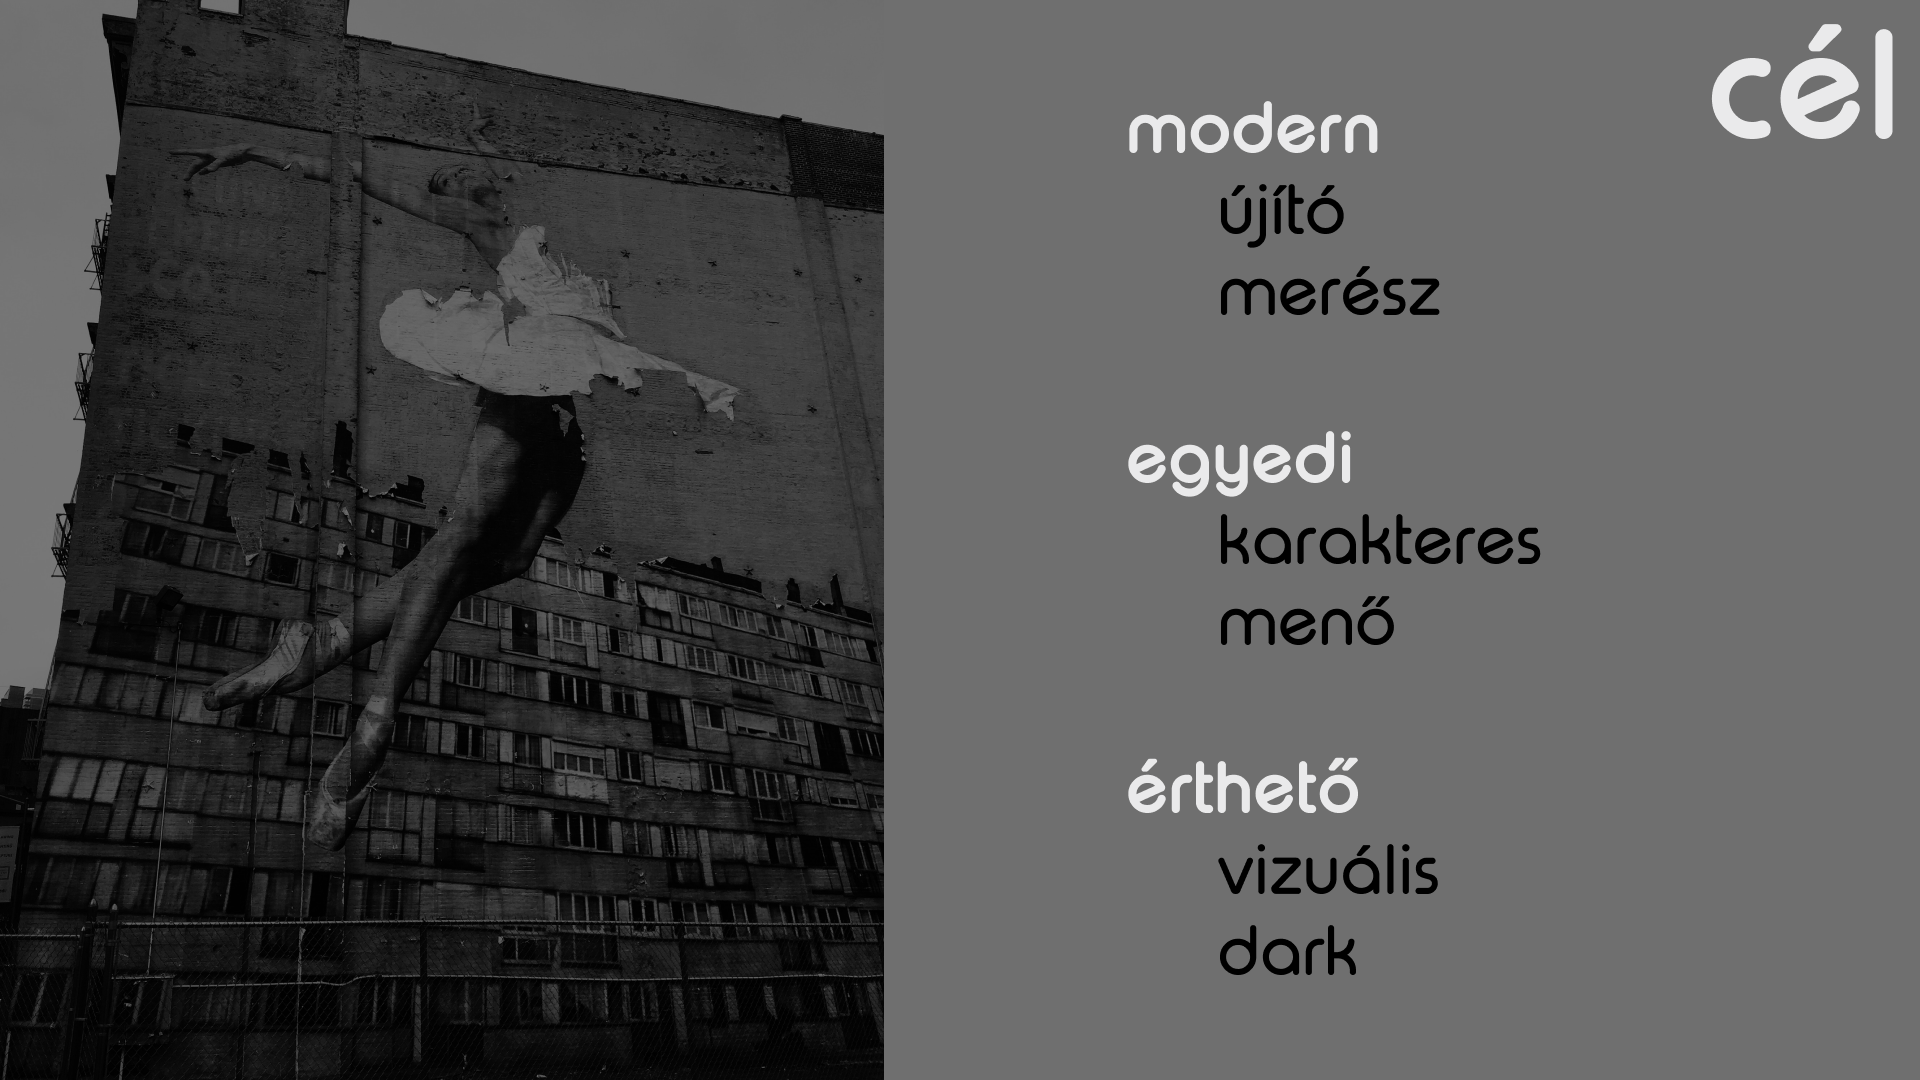 cél
modern
újító
merész
egyedi
karakteres
menő
érthető
vizuális
dark